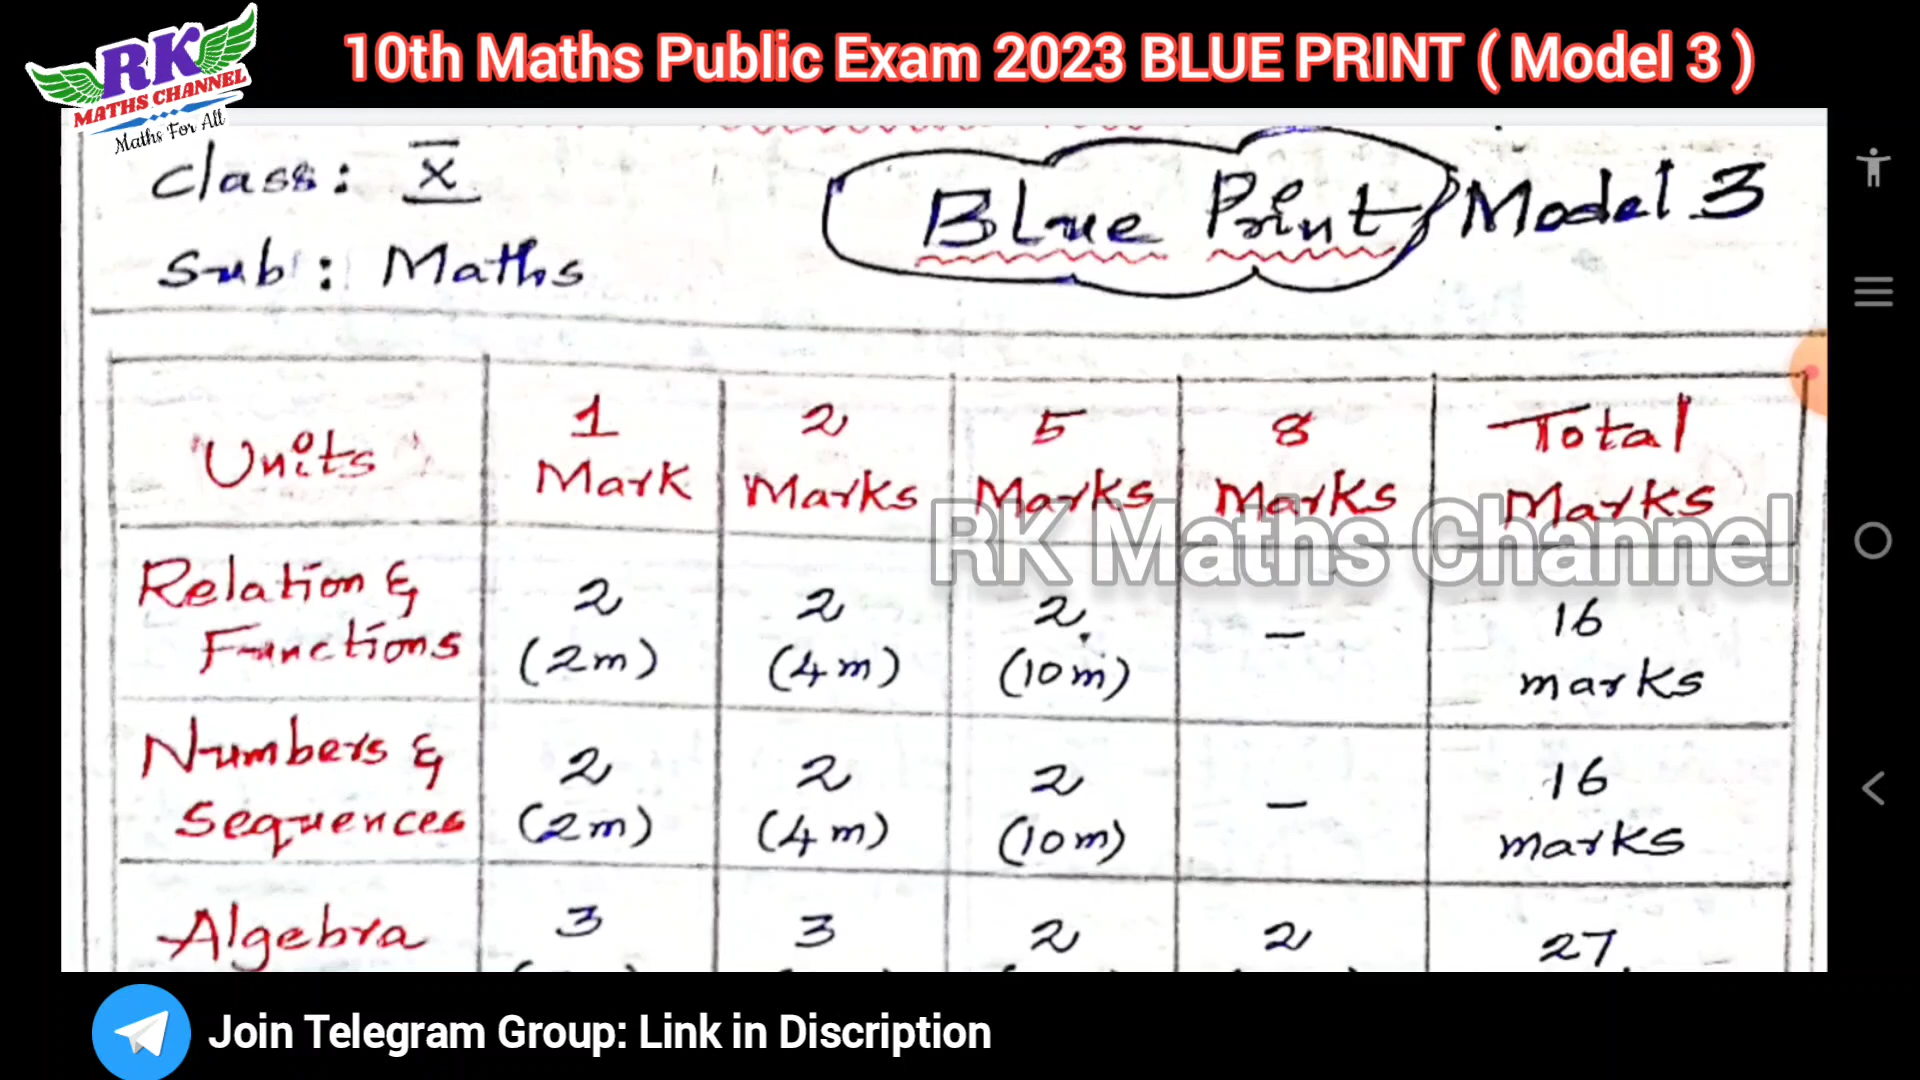 RK
MATHS CHANNEL
Maths For All
10th Maths Public Exam 2023 BLUE PRINT ( Model 3 )
Class: X
Sub: Maths
Blue Print
Model 3
Units
1 Mark
2 Marks
5 Marks
8 Marks
Total Marks
RK Maths Channel
Relation &
Functions
2
(2m)
2
(4m)
2
(10m)
-
16
marks
Numbers &
Sequences
2
(2m)
2
(4m)
2
(10m)
-
16
marks
Algebra
3
3
2
2
27
Join Telegram Group: Link in Discription